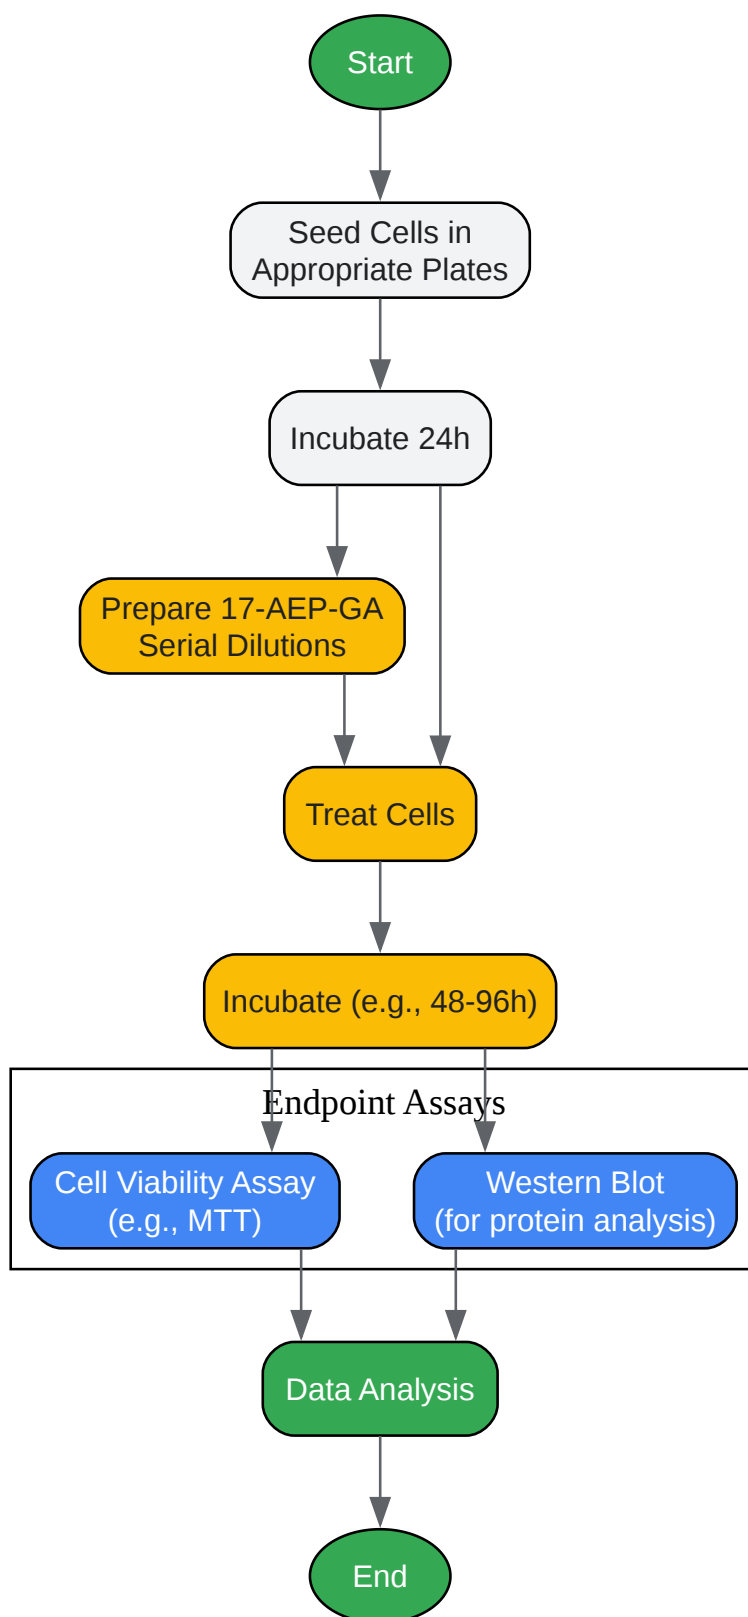 Start
Seed Cells in
Appropriate Plates
Incubate 24h
Prepare 17-AEP-GA
Serial Dilutions
Treat Cells
Incubate (e.g., 48-96h)
Endpoint Assays
Cell Viability Assay
(e.g., MTT)
Western Blot
(for protein analysis)
Data Analysis
End